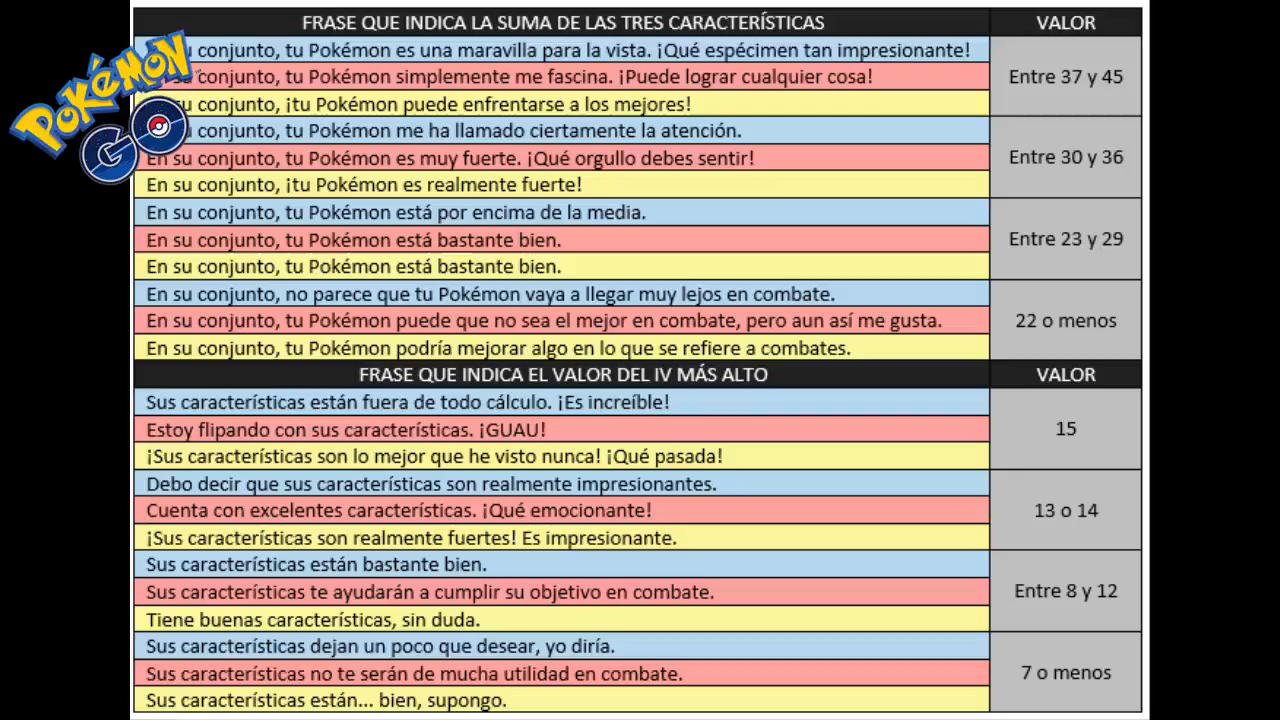 FRASE QUE INDICA LA SUMA DE LAS TRES CARACTERÍSTICAS VALOR
POKéMON
GO
conjunto, tu Pokémon es una maravilla para la vista. ¡Qué espécimen tan impresionante!
conjunto, tu Pokémon simplemente me fascina. ¡Puede lograr cualquier cosa!
Entre 37 y 45
su conjunto, ¡tu Pokémon puede enfrentarse a los mejores!
conjunto, tu Pokémon me ha llamado ciertamente la atención.
En su conjunto, tu Pokémon es muy fuerte. ¡Qué orgullo debes sentir!
Entre 30 y 36
En su conjunto, ¡tu Pokémon es realmente fuerte!
En su conjunto, tu Pokémon está por encima de la media.
En su conjunto, tu Pokémon está bastante bien.
Entre 23 y 29
En su conjunto, tu Pokémon está bastante bien.
En su conjunto, no parece que tu Pokémon vaya a llegar muy lejos en combate.
En su conjunto, tu Pokémon puede que no sea el mejor en combate, pero aun así me gusta.
22 o menos
En su conjunto, tu Pokémon podría mejorar algo en lo que se refiere a combates.
FRASE QUE INDICA EL VALOR DEL IV MÁS ALTO VALOR
Sus características están fuera de todo cálculo. ¡Es increíble!
Estoy flipando con sus características. ¡GUAU!
15
¡Sus características son lo mejor que he visto nunca! ¡Qué pasada!
Debo decir que sus características son realmente impresionantes.
Cuenta con excelentes características. ¡Qué emocionante!
13 o 14
¡Sus características son realmente fuertes! Es impresionante.
Sus características están bastante bien.
Sus características te ayudarán a cumplir su objetivo en combate.
Entre 8 y 12
Tiene buenas características, sin duda.
Sus características dejan un poco que desear, yo diría.
Sus características no te serán de mucha utilidad en combate.
7 o menos
Sus características están... bien, supongo.